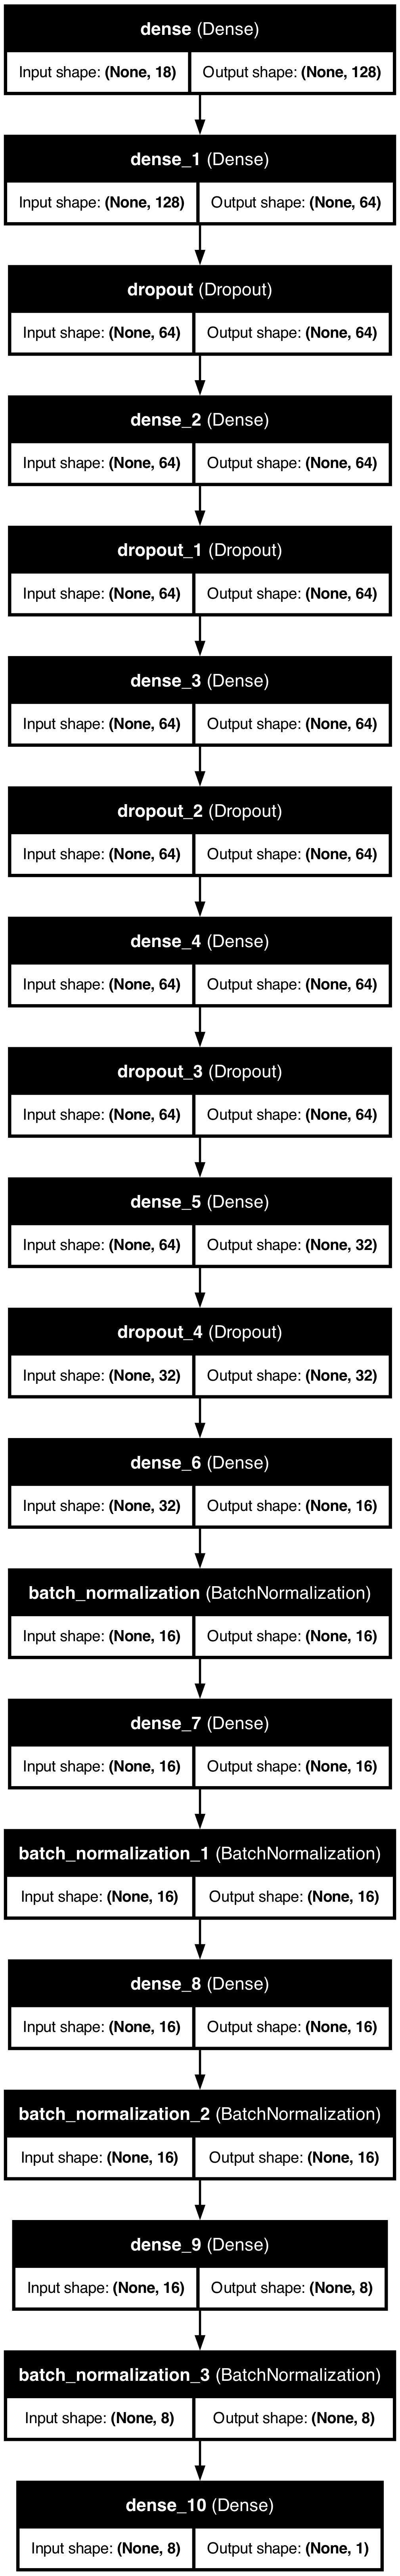 dense (Dense)
Input shape: (None, 18) Output shape: (None, 128)
dense_1 (Dense)
Input shape: (None, 128) Output shape: (None, 64)
dropout (Dropout)
Input shape: (None, 64) Output shape: (None, 64)
dense_2 (Dense)
Input shape: (None, 64) Output shape: (None, 64)
dropout_1 (Dropout)
Input shape: (None, 64) Output shape: (None, 64)
dense_3 (Dense)
Input shape: (None, 64) Output shape: (None, 64)
dropout_2 (Dropout)
Input shape: (None, 64) Output shape: (None, 64)
dense_4 (Dense)
Input shape: (None, 64) Output shape: (None, 64)
dropout_3 (Dropout)
Input shape: (None, 64) Output shape: (None, 64)
dense_5 (Dense)
Input shape: (None, 64) Output shape: (None, 32)
dropout_4 (Dropout)
Input shape: (None, 32) Output shape: (None, 32)
dense_6 (Dense)
Input shape: (None, 32) Output shape: (None, 16)
batch_normalization (BatchNormalization)
Input shape: (None, 16) Output shape: (None, 16)
dense_7 (Dense)
Input shape: (None, 16) Output shape: (None, 16)
batch_normalization_1 (BatchNormalization)
Input shape: (None, 16) Output shape: (None, 16)
dense_8 (Dense)
Input shape: (None, 16) Output shape: (None, 16)
batch_normalization_2 (BatchNormalization)
Input shape: (None, 16) Output shape: (None, 16)
dense_9 (Dense)
Input shape: (None, 16) Output shape: (None, 8)
batch_normalization_3 (BatchNormalization)
Input shape: (None, 8) Output shape: (None, 8)
dense_10 (Dense)
Input shape: (None, 8) Output shape: (None, 1)